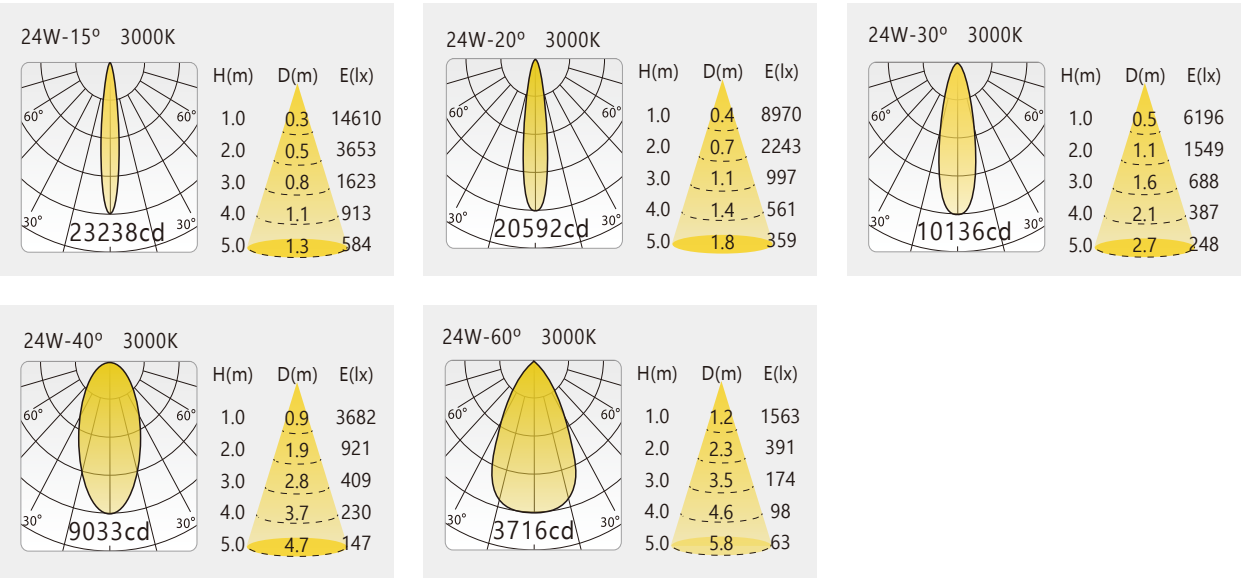 24W-15º 3000K
H(m) D(m) E(lx)
60° 60°
1.0 0.3 14610
2.0 0.5 3653
3.0 0.8 1623
4.0 1.1 913
30° 30°
23238cd
5.0 1.3 584
24W-20º 3000K
H(m) D(m) E(lx)
60° 60°
1.0 0.4 8970
2.0 0.7 2243
3.0 1.1 997
4.0 1.4 561
30° 30°
20592cd
5.0 1.8 359
24W-30º 3000K
H(m) D(m) E(lx)
60° 60°
1.0 0.5 6196
2.0 1.1 1549
3.0 1.6 688
4.0 2.1 387
30° 30°
10136cd
5.0 2.7 248
24W-40º 3000K
H(m) D(m) E(lx)
60° 60°
1.0 0.9 3682
2.0 1.9 921
3.0 2.8 409
4.0 3.7 230
30° 30°
9033cd
5.0 4.7 147
24W-60º 3000K
H(m) D(m) E(lx)
60° 60°
1.0 1.2 1563
2.0 2.3 391
3.0 3.5 174
4.0 4.6 98
30° 30°
3716cd
5.0 5.8 63